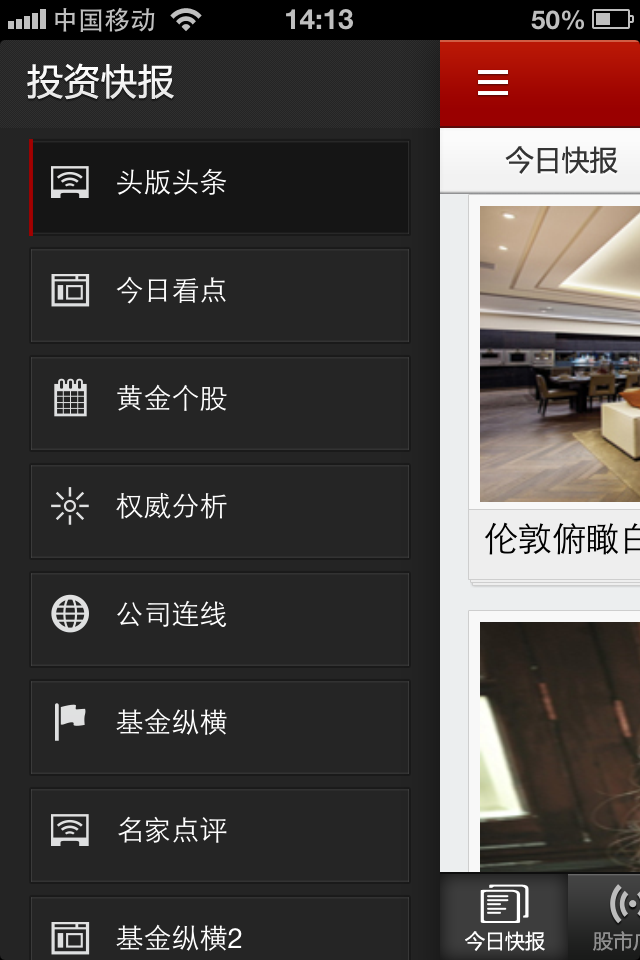 中国移动
14:13
50%
投资快报
头版头条
今日看点
黄金个股
权威分析
公司连线
基金纵横
名家点评
基金纵横2
今日快报
伦敦俯瞰白
今日快报
股市广